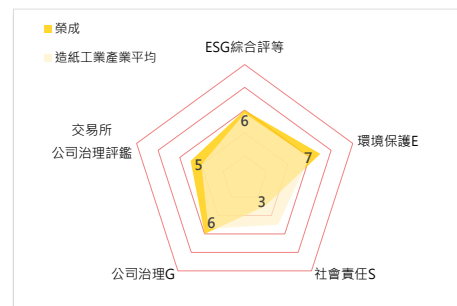 榮成
造紙工業產業平均
ESG綜合評等
6
環境保護E
7
交易所
公司治理評鑑
5
3
6
公司治理G
社會責任S